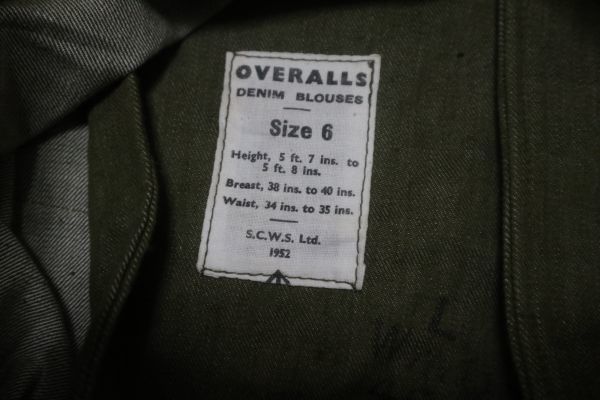 OVERALLS
DENIM BLOUSES
Size 6
Height, 5 ft. 7 ins. to
5 ft. 8 ins.
Breast, 38 ins. to 40 ins.
Waist, 34 ins. to 35 ins.
S.C.W.S. Ltd.
1952